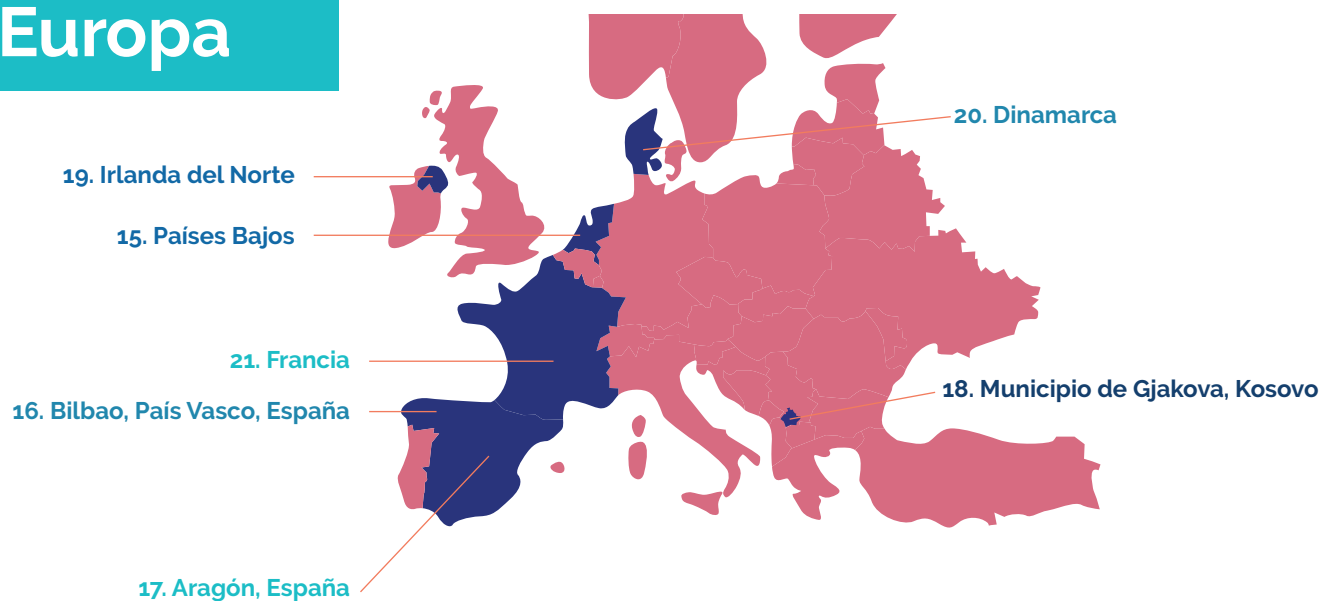 Europa
20. Dinamarca
19. Irlanda del Norte
15. Países Bajos
21. Francia
18. Municipio de Gjakova, Kosovo
16. Bilbao, País Vasco, España
17. Aragón, España